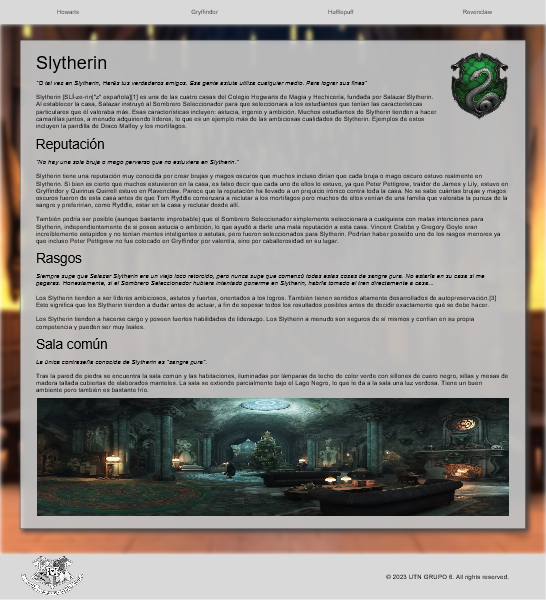 Howarts Gryffindor Hafflepuff Ravenclaw
Slytherin
"O tal vez en Slytherin, Harás tus verdaderos amigos. Esa gente astuta utiliza cualquier medio. Para lograr sus fines"
Slytherin [SLÍ-ze-rin("z" española)][1] es una de las cuatro casas del Colegio Hogwarts de Magia y Hechicería, fundada por Salazar Slytherin.
Al establecer la casa, Salazar instruyó al Sombrero Seleccionador para que seleccionara a los estudiantes que tenían las características
particulares que él valoraba más. Esas características incluyen: astucia, ingenio y ambición. Muchos estudiantes de Slytherin tienden a hacer
camarillas juntos, a menudo adquiriendo líderes, lo que es un ejemplo más de las ambiciosas cualidades de Slytherin. Ejemplos de estos
incluyen la pandilla de Draco Malfoy y los mortífagos.
Reputación
"No hay una sola bruja o mago perverso que no estuviera en Slytherin."
Slytherin tiene una reputación muy conocida por crear brujas y magos oscuros que muchos incluso dirían que cada bruja o mago oscuro estuvo realmente en
Slytherin. Si bien es cierto que muchos estuvieron en la casa, es falso decir que cada uno de ellos lo estuvo, ya que Peter Pettigrew, traidor de James y Lily, estuvo en
Gryffindor y Quirinus Quirrell estuvo en Ravenclaw. Parece que la reputación ha llevado a un prejuicio irónico contra toda la casa. No se sabe cuántas brujas y magos
oscuros fueron de esta casa antes de que Tom Ryddle comenzara a reclutar a los mortífagos pero muchos de ellos venían de una familia que valoraba la pureza de la
sangre y preferirían, como Ryddle, estar en la casa y reclutar desde allí.
También podría ser posible (aunque bastante improbable) que el Sombrero Seleccionador simplemente seleccionara a cualquiera con malas intenciones para
Slytherin, independientemente de si posee astucia o ambición, lo que ayudó a darle una mala reputación a esta casa. Vincent Crabbe y Gregory Goyle eran
increíblemente estúpidos y no tenían mentes inteligentes o astutas, pero fueron seleccionados para Slytherin. Podrían haber poseído uno de los rasgos menores ya
que incluso Peter Pettigrew no fue colocado en Gryffindor por valentía, sino por caballerosidad en su lugar.
Rasgos
Siempre supe que Salazar Slytherin era un viejo loco retorcido, pero nunca supe que comenzó todas estas cosas de sangre pura. No estaría en su casa si me
pagaran. Honestamente, si el Sombrero Seleccionador hubiera intentado ponerme en Slytherin, habría tomado el tren directamente a casa...
Los Slytherin tienden a ser líderes ambiciosos, astutos y fuertes, orientados a los logros. También tienen sentidos altamente desarrollados de autopreservación.[3]
Esto significa que los Slytherin tienden a dudar antes de actuar, a fin de sopesar todos los resultados posibles antes de decidir exactamente qué se debe hacer.
Los Slytherin tienden a hacerse cargo y poseen fuertes habilidades de liderazgo. Los Slytherin a menudo son seguros de sí mismos y confían en su propia
competencia y pueden ser muy leales.
Sala común
La única contraseña conocida de Slytherin es "sangre pura".
Tras la pared de piedra se encuentra la sala común y las habitaciones, iluminadas por lámparas de techo de color verde con sillones de cuero negro, sillas y mesas de
madera tallada cubiertas de elaborados manteles. La sala se extiende parcialmente bajo el Lago Negro, lo que le da a la sala una luz verdosa. Tiene un buen
ambiente pero también es bastante frío.
© 2023 UTN GRUPO 6. All rights reserved.